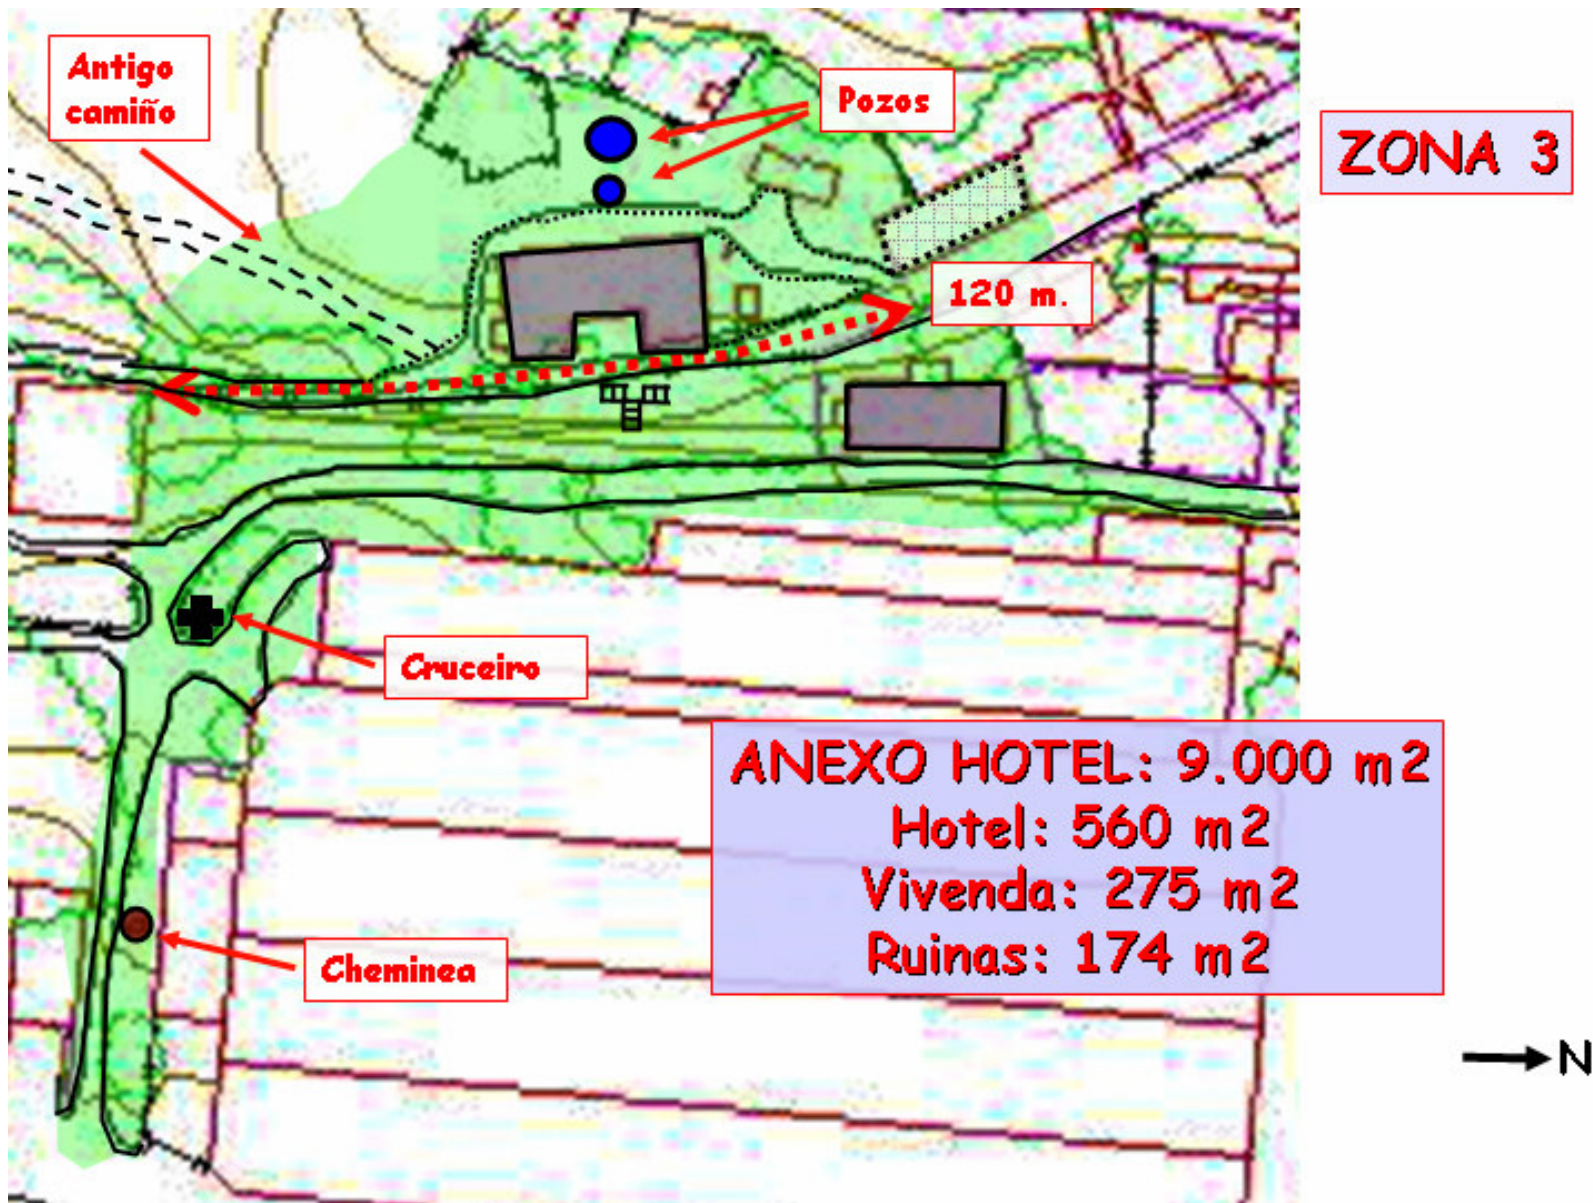 Antigo
camiño
Pozos
ZONA 3
120 m.
Cruceiro
ANEXO HOTEL: 9.000 m2
Hotel: 560 m2
Vivenda: 275 m2
Ruinas: 174 m2
Cheminea
N